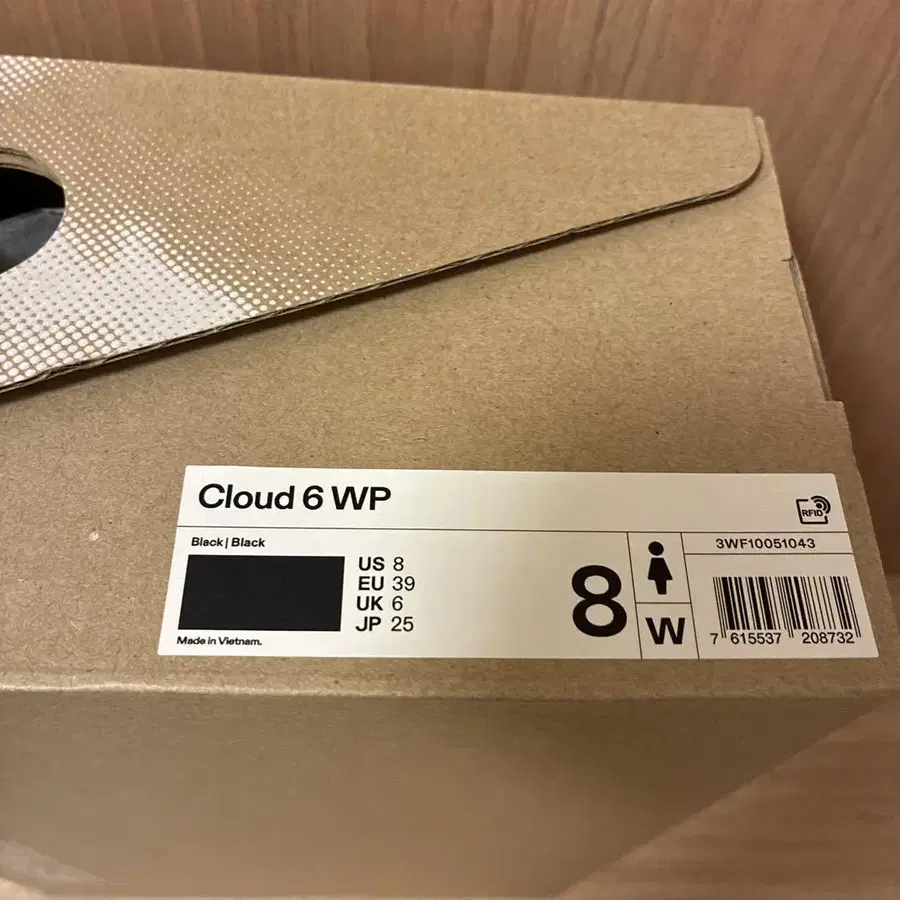 Cloud 6 WP
RFID
Black | Black
US 8
EU 39
UK 6
JP 25
Made in Vietnam.
8
W
3WF10051043
7 615537 208732